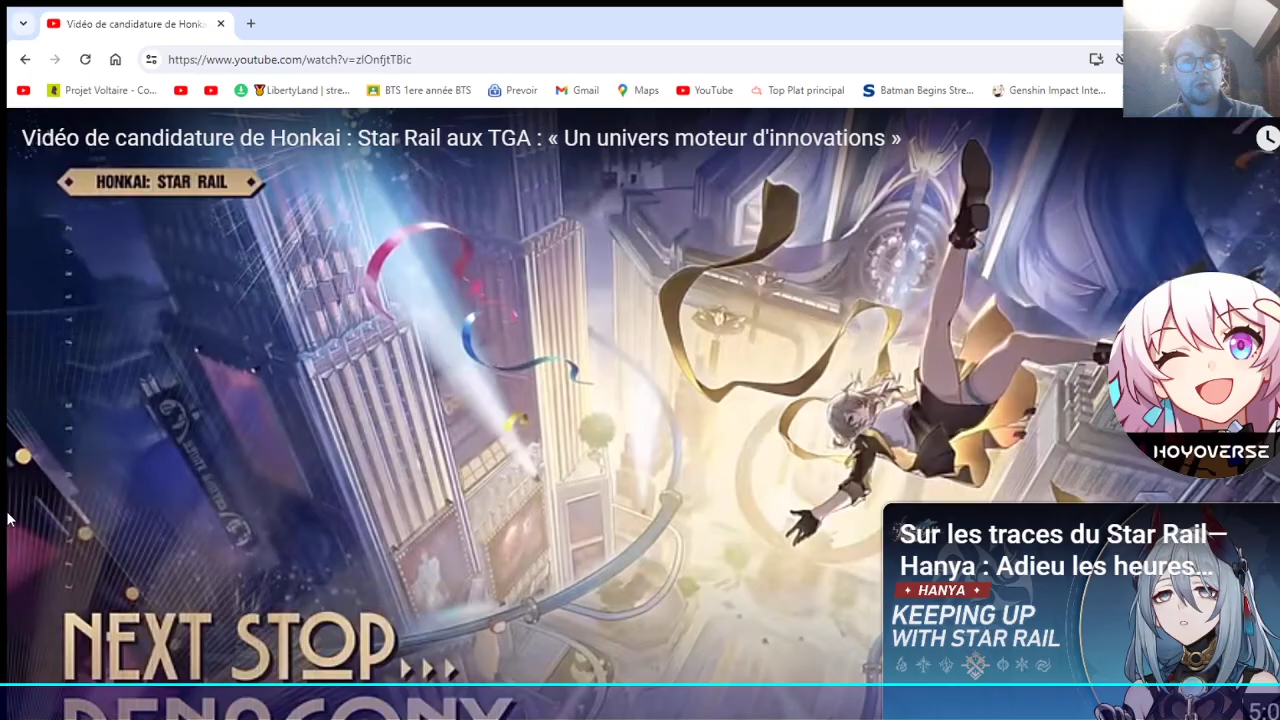 Vidéo de candidature de Honka
https://www.youtube.com/watch?v=zIOnfjtTBic
Projet Voltaire - Co...
LibertyLand | stre...
BTS 1ere année BTS
Prevoir
Gmail
Maps
YouTube
Top Plat principal
Batman Begins Stre...
Genshin Impact Inte...
Vidéo de candidature de Honkai : Star Rail aux TGA : « Un univers moteur d'innovations »
HONKAI: STAR RAIL
HOYOVERSE
Sur les traces du Star Rail—
Hanya : Adieu les heures...
HANYA
KEEPING UP
WITH STAR RAIL
NEXT STOP...
PENACONY
5:0